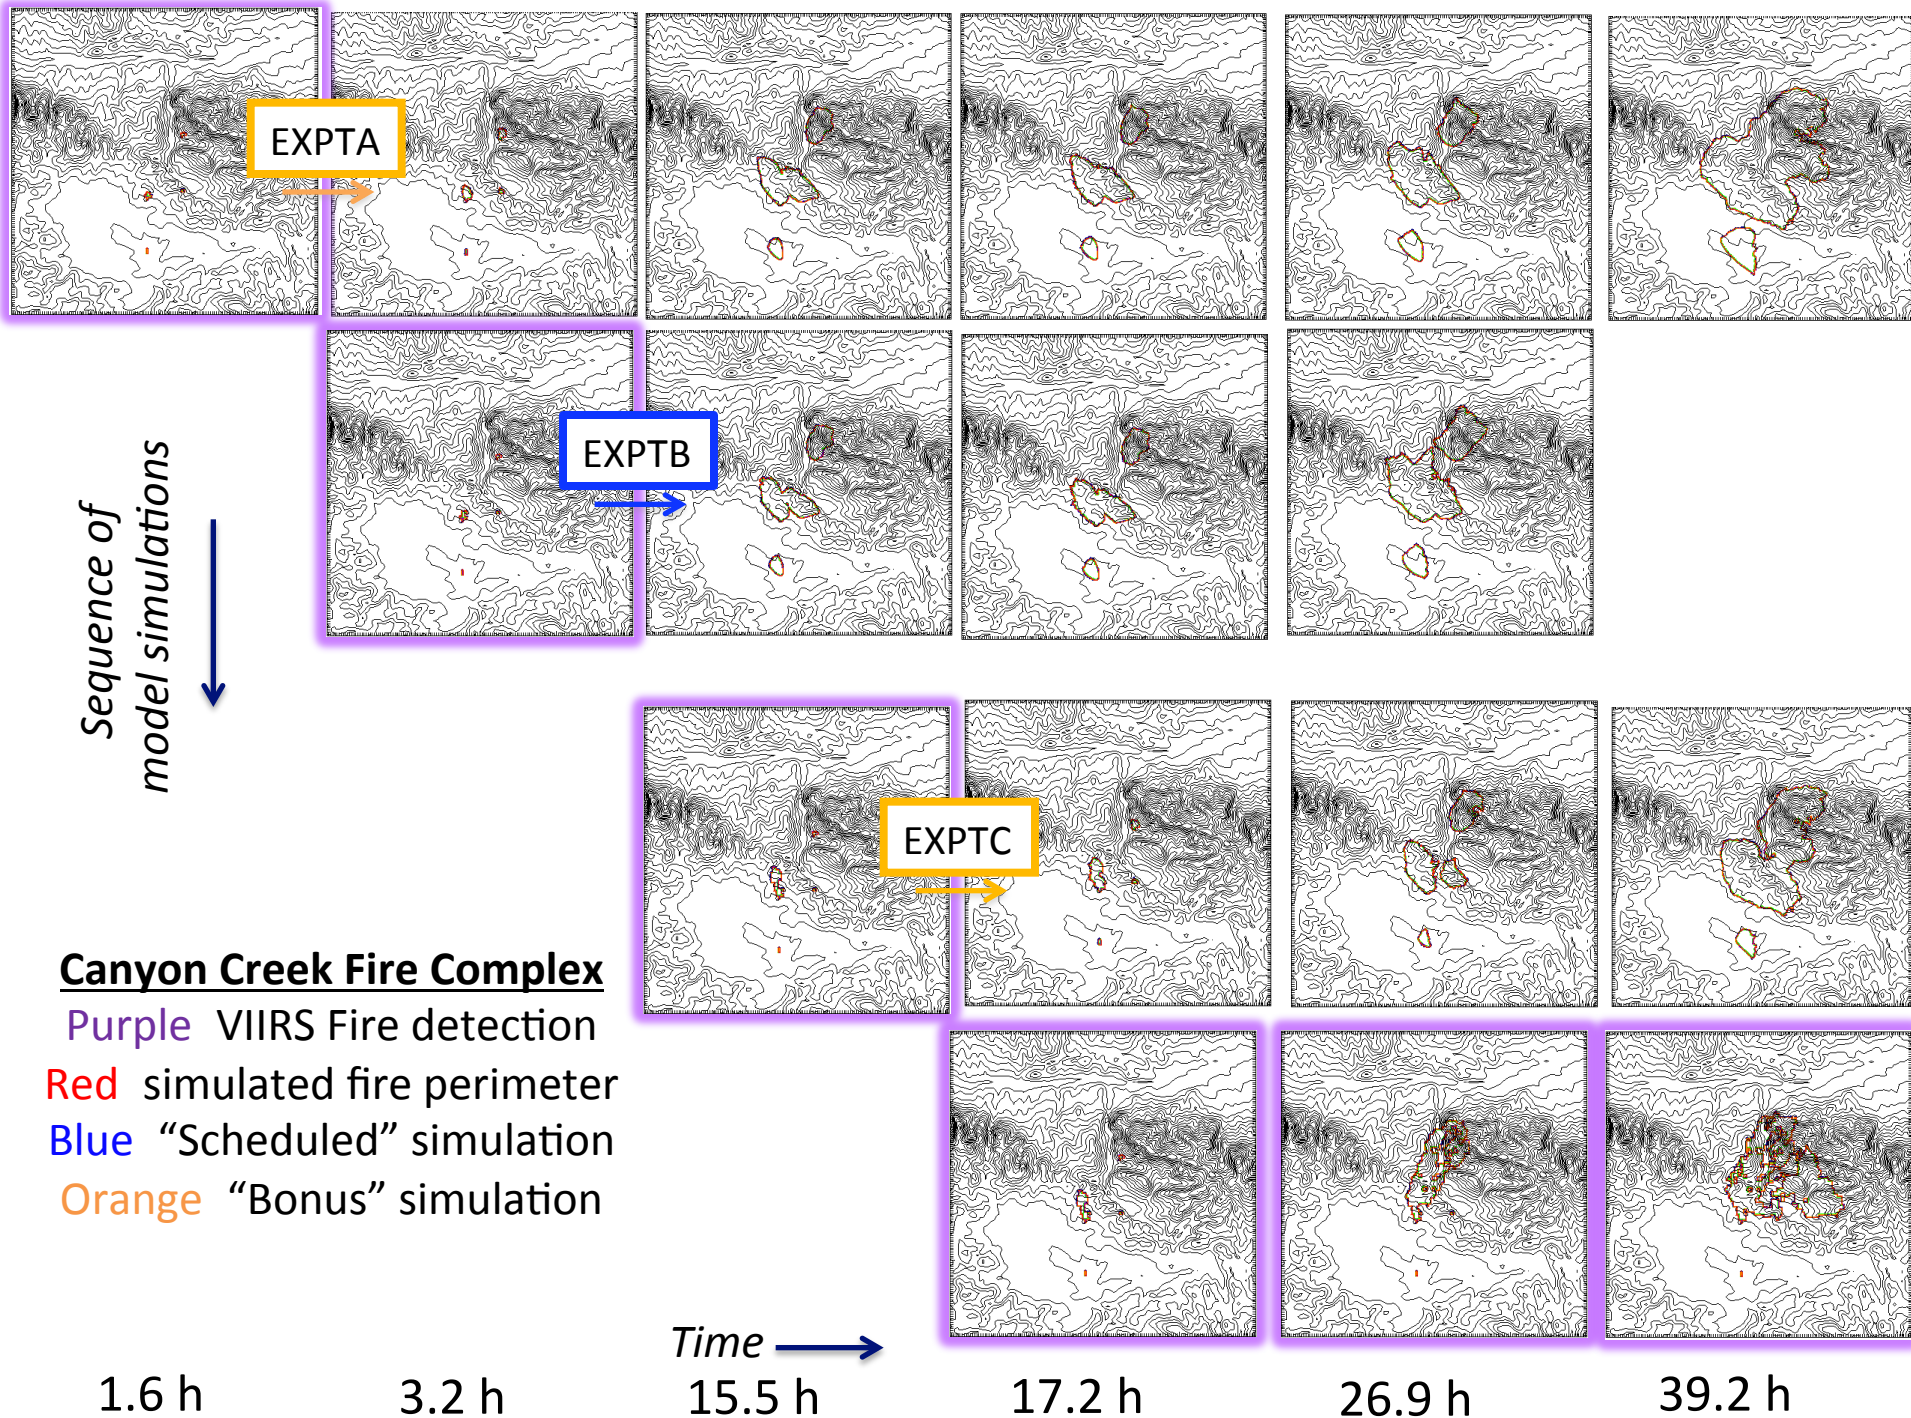 EXPTA
EXPTB
Sequence of
model simulations
EXPTC
Canyon Creek Fire Complex
Purple VIIRS Fire detection
Red simulated fire perimeter
Blue “Scheduled” simulation
Orange “Bonus” simulation
Time
1.6 h
3.2 h
15.5 h
17.2 h
26.9 h
39.2 h